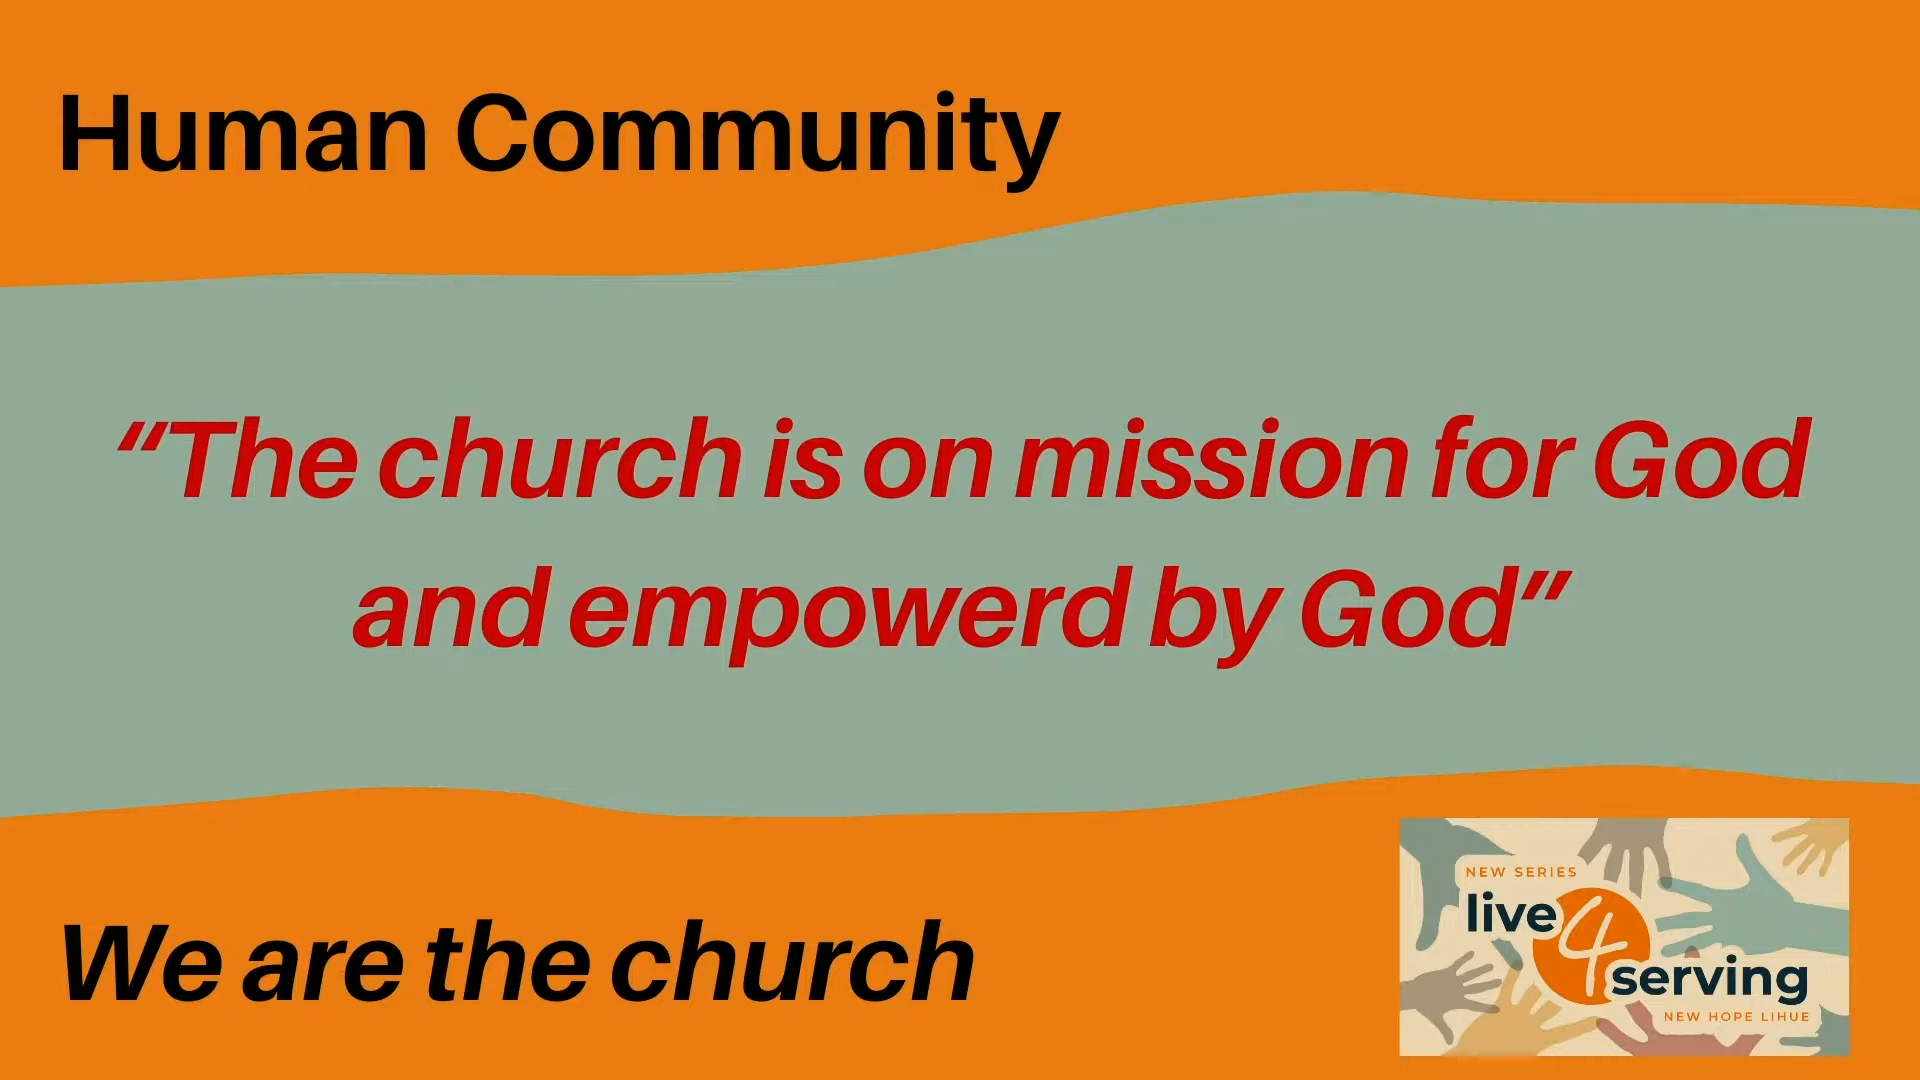 Human Community
“The church is on mission for God
and empowerd by God”
We are the church
NEW SERIES
live
4
serving
NEW HOPE LIHUE